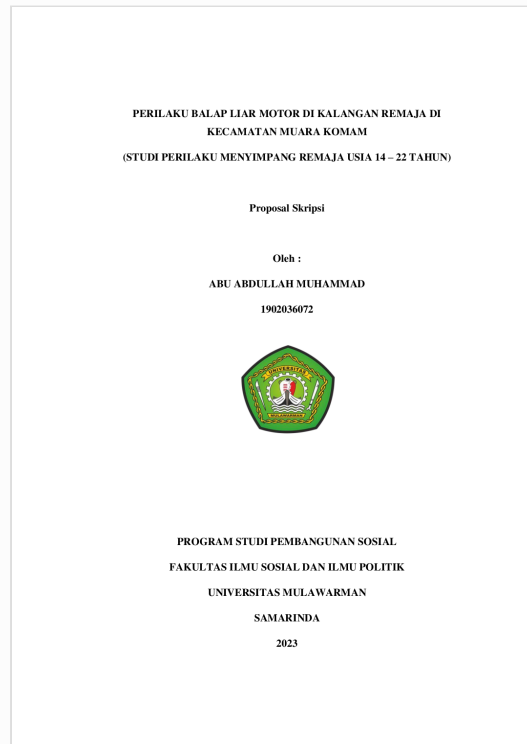 PERILAKU BALAP LIAR MOTOR DI KALANGAN REMAJA DI
KECAMATAN MUARA KOMAM
(STUDI PERILAKU MENYIMPANG REMAJA USIA 14 – 22 TAHUN)
Proposal Skripsi
Oleh :
ABU ABDULLAH MUHAMMAD
1902036072
UNIVERSITAS
MULAWARMAN
PROGRAM STUDI PEMBANGUNAN SOSIAL
FAKULTAS ILMU SOSIAL DAN ILMU POLITIK
UNIVERSITAS MULAWARMAN
SAMARINDA
2023